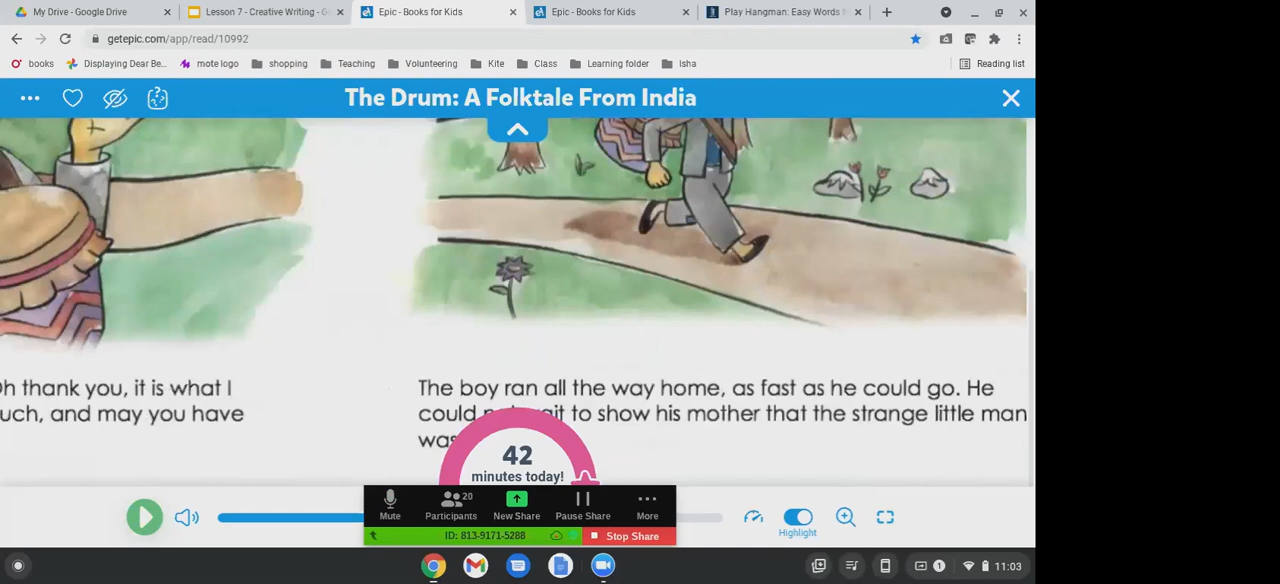 My Drive - Google Drive
Lesson 7 - Creative Writing - G
Epic - Books for Kids
Epic - Books for Kids
Play Hangman: Easy Words
getepic.com/app/read/10992
books
Displaying Dear Be...
mote logo
shopping
Teaching
Volunteering
Kite
Class
Learning folder
Isha
Reading list
The Drum: A Folktale From India
Oh thank you, it is what I
uch, and may you have
The boy ran all the way home, as fast as he could go. He
could not wait to show his mother that the strange little man
was
42
minutes today!
Mute
Participants
20
New Share
Pause Share
More
ID: 813-9171-5288
Stop Share
Highlight
1
11:03